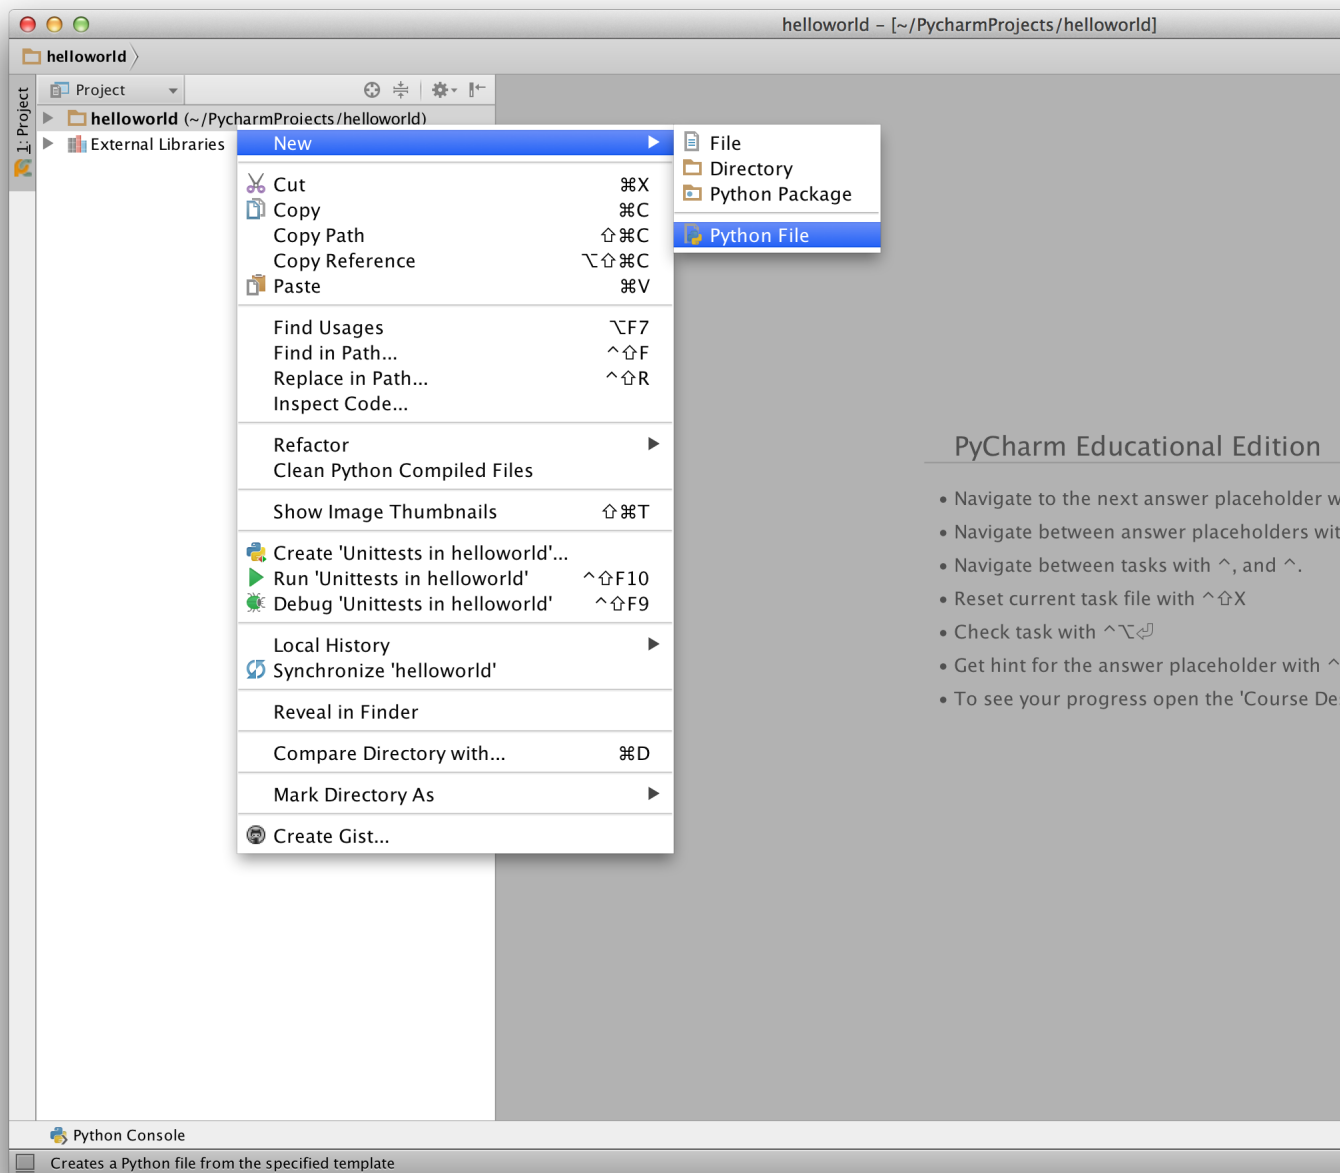 helloworld – [~/PycharmProjects/helloworld]
helloworld
1: Project
Project
helloworld (~/PycharmProjects/helloworld)
External Libraries
New
Cut ⌘X
Copy ⌘C
Copy Path ⇧⌘C
Copy Reference ⌥⇧⌘C
Paste ⌘V
Find Usages ⌥F7
Find in Path... ^⇧F
Replace in Path... ^⇧R
Inspect Code...
Refactor
Clean Python Compiled Files
Show Image Thumbnails ⇧⌘T
Create 'Unittests in helloworld'...
Run 'Unittests in helloworld' ^⇧F10
Debug 'Unittests in helloworld' ^⇧F9
Local History
Synchronize 'helloworld'
Reveal in Finder
Compare Directory with... ⌘D
Mark Directory As
Create Gist...
File
Directory
Python Package
Python File
PyCharm Educational Edition
• Navigate to the next answer placeholder w
• Navigate between answer placeholders wit
• Navigate between tasks with ^, and ^.
• Reset current task file with ^⇧X
• Check task with ^⌥⏎
• Get hint for the answer placeholder with ^
• To see your progress open the 'Course De
Python Console
Creates a Python file from the specified template